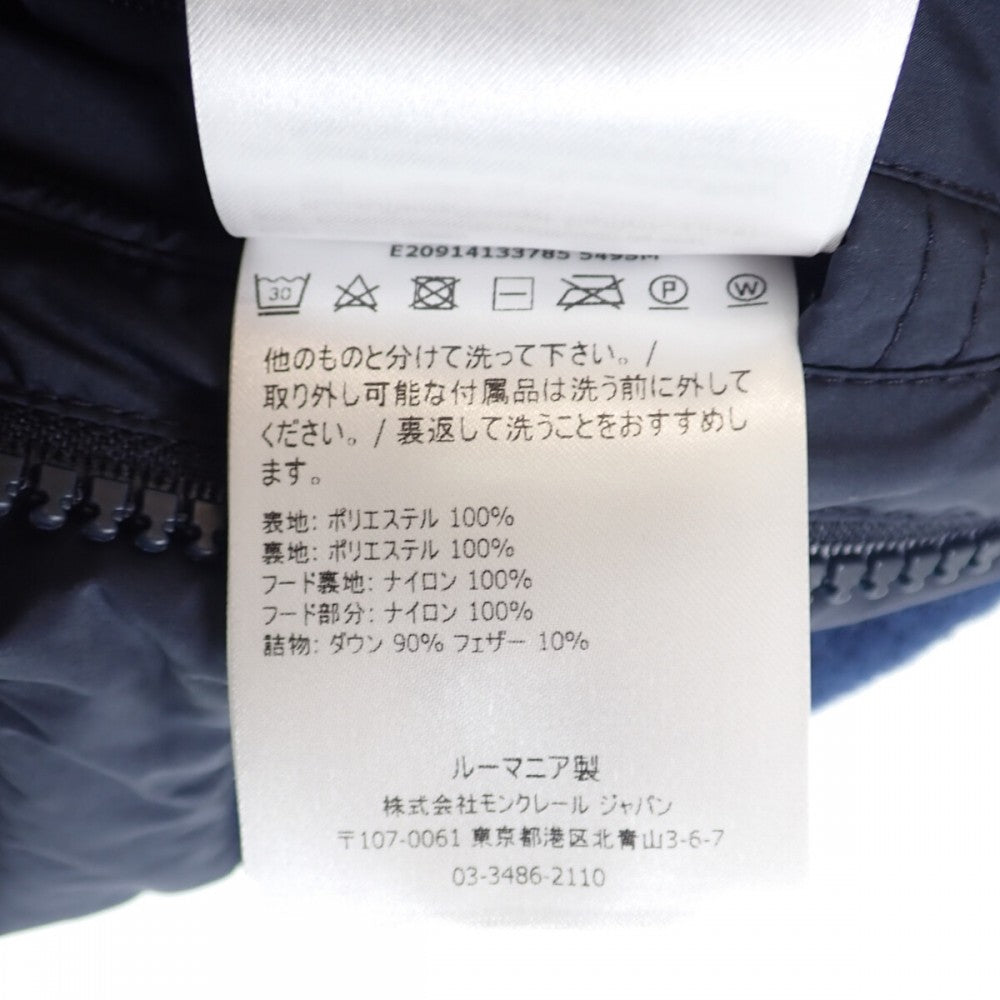 E20914133785 5495M
30
P
W
他のものと分けて洗って下さい。/
取り外し可能な付属品は洗う前に外して
ください。/ 裏返して洗うことをおすすめし
ます。
表地: ポリエステル 100%
裏地: ポリエステル 100%
フード裏地: ナイロン 100%
フード部分: ナイロン 100%
詰物: ダウン 90% フェザー 10%
ルーマニア製
株式会社モンクレール ジャパン
〒107-0061 東京都港区北青山3-6-7
03-3486-2110